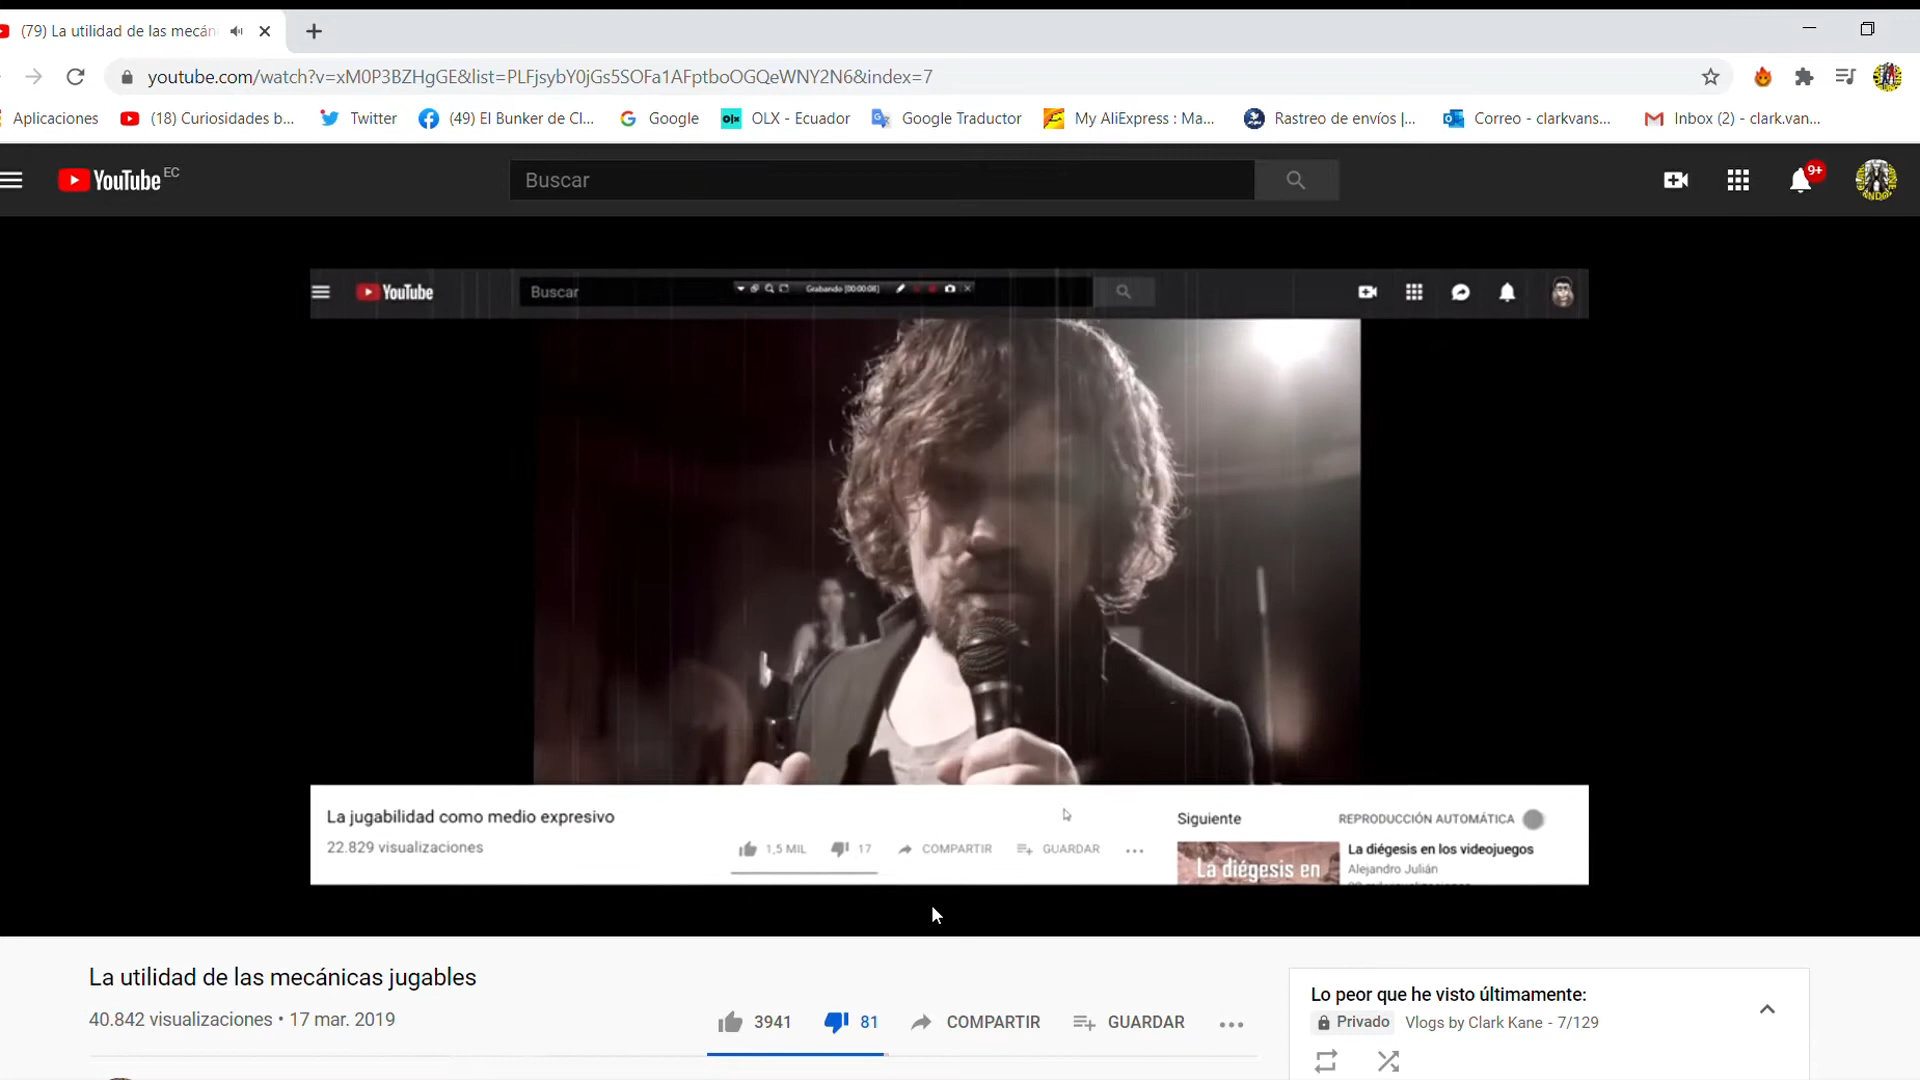 (79) La utilidad de las mecán
youtube.com/watch?v=xM0P3BZHgGE&list=PLFjsybY0jGs5SOFa1AFptboOGQeWNY2N6&index=7
Aplicaciones (18) Curiosidades b... Twitter (49) El Bunker de Cl... Google OLX - Ecuador Google Traductor My AliExpress : Ma... Rastreo de envíos |... Correo - clarkvans... Inbox (2) - clark.van...
YouTube EC Buscar 9+
YouTube Buscar Grabando [00:00:08]
La jugabilidad como medio expresivo
22.829 visualizaciones
1,5 MIL 17 COMPARTIR GUARDAR
Siguiente REPRODUCCIÓN AUTOMÁTICA
La diégesis en
La diégesis en los videojuegos
Alejandro Julián
La utilidad de las mecánicas jugables
40.842 visualizaciones • 17 mar. 2019
3941 81 COMPARTIR GUARDAR
Lo peor que he visto últimamente:
Privado Vlogs by Clark Kane - 7/129